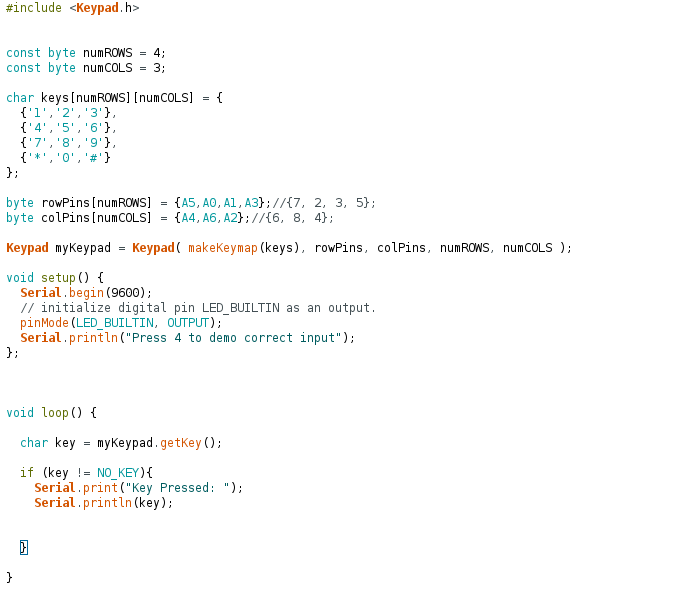 #include <Keypad.h>
const byte numROWS = 4;
const byte numCOLS = 3;
char keys[numROWS][numCOLS] = {
{'1','2','3'},
{'4','5','6'},
{'7','8','9'},
{'*','0','#'}
};
byte rowPins[numROWS] = {A5,A0,A1,A3};//{7, 2, 3, 5};
byte colPins[numCOLS] = {A4,A6,A2};//{6, 8, 4};
Keypad myKeypad = Keypad( makeKeymap(keys), rowPins, colPins, numROWS, numCOLS );
void setup() {
Serial.begin(9600);
// initialize digital pin LED_BUILTIN as an output.
pinMode(LED_BUILTIN, OUTPUT);
Serial.println("Press 4 to demo correct input");
};
void loop() {
char key = myKeypad.getKey();
if (key != NO_KEY){
Serial.print("Key Pressed: ");
Serial.println(key);
}
}